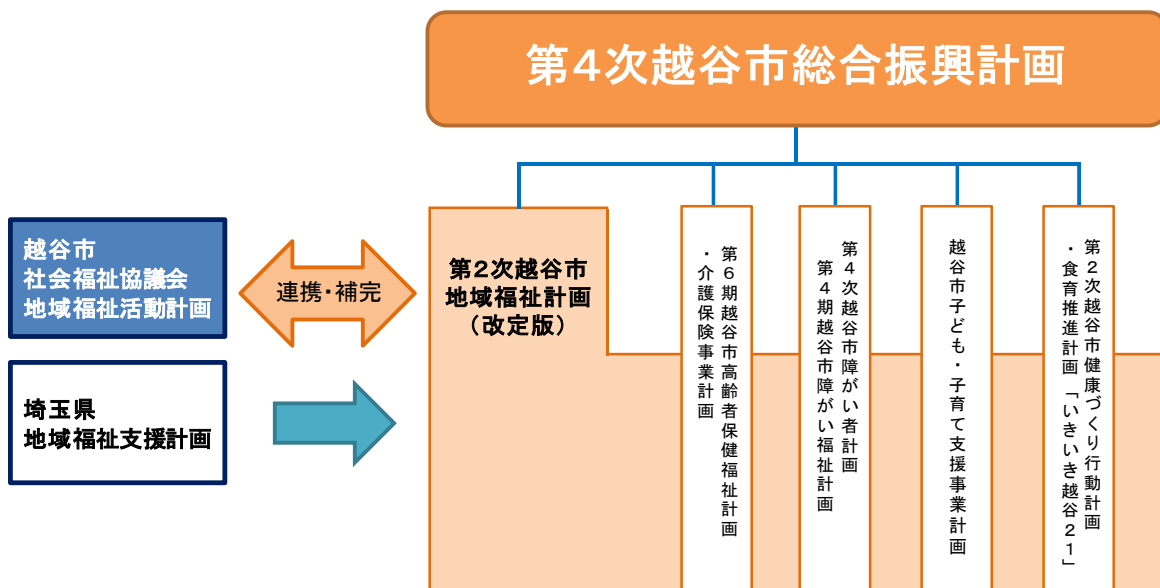 第4次越谷市総合振興計画
越谷市
社会福祉協議会
地域福祉活動計画
連携・補完
埼玉県
地域福祉支援計画
第2次越谷市
地域福祉計画
（改定版）
第6期越谷市高齢者保健福祉計画
・介護保険事業計画
第4次越谷市障がい者計画
第4期越谷市障がい福祉計画
越谷市子ども・子育て支援事業計画
第2次越谷市健康づくり行動計画
・食育推進計画「いきいき越谷21」